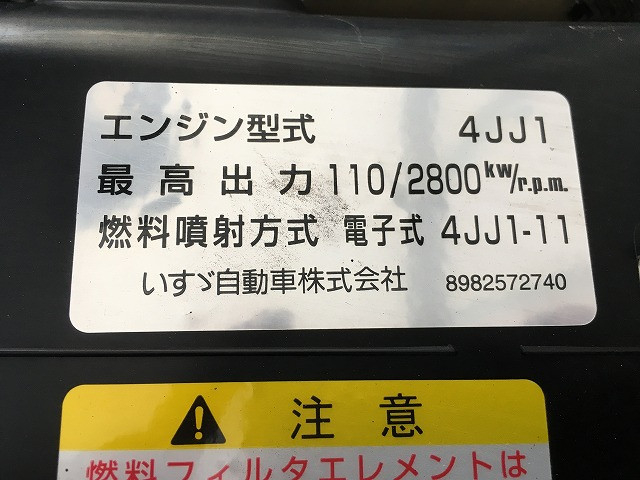 エンジン型式 4JJ1
最高出力 110/2800kw/r.p.m.
燃料噴射方式 電子式 4JJ1-11
いすゞ自動車株式会社 8982572740
注意
燃料フィルタエレメントは